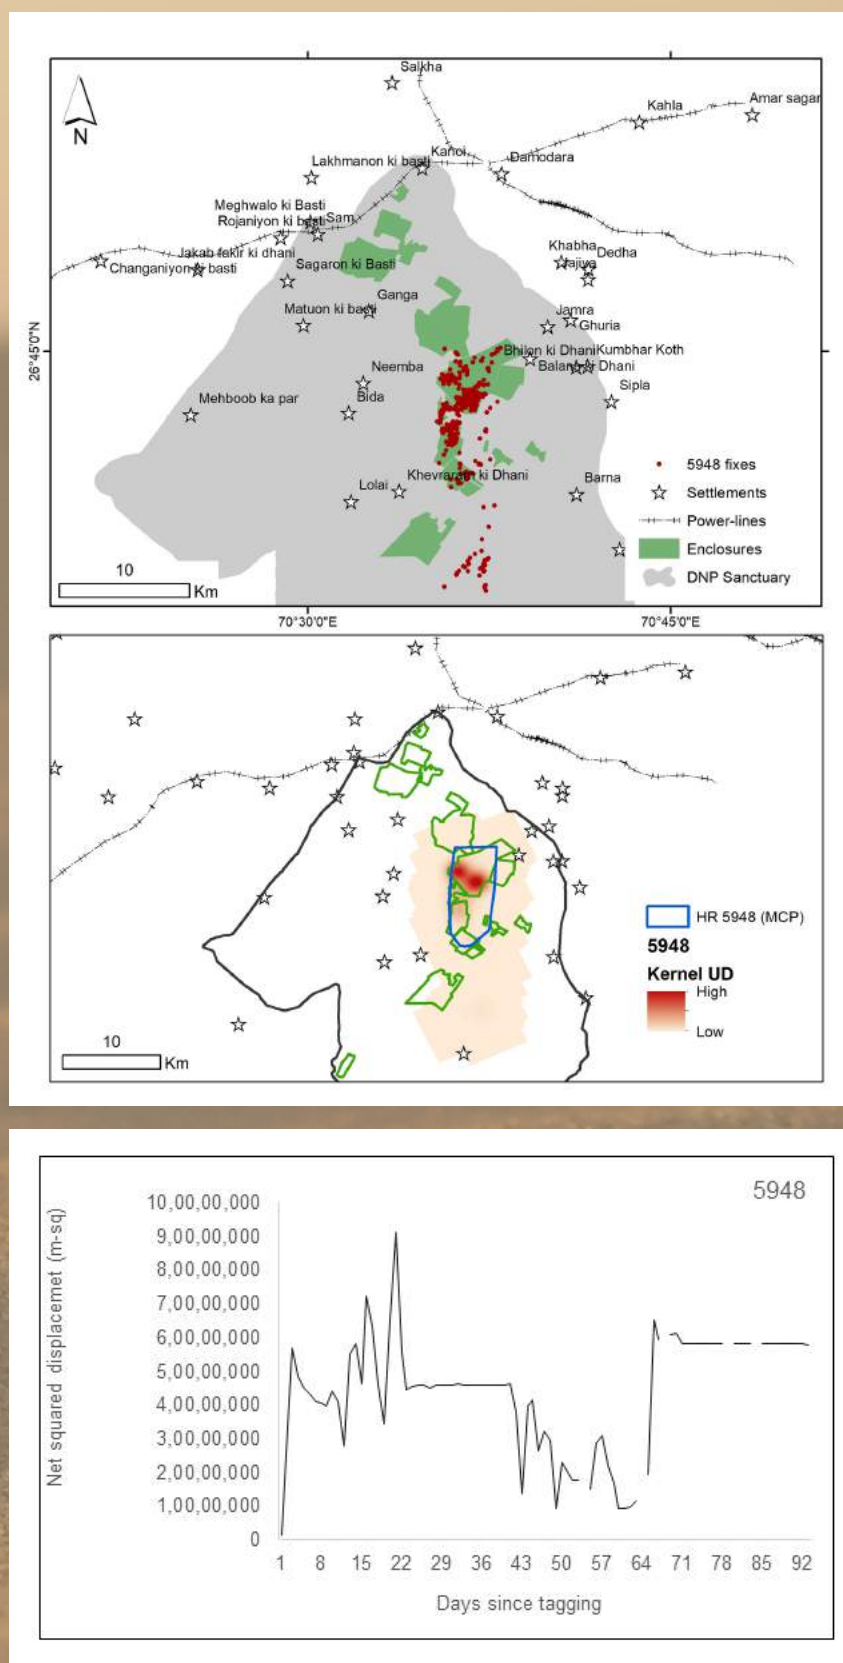 Salkha
Amar sagar
Kahla
Kanoi
Damodara
Lakhmanon ki basti
Meghwalo ki Basti
Rojaniyon ki basti
Sam
Khabha
Dedha
Jajiya
Jakab fakir ki dhani
Changaniyon ki basti
Sagaron ki Basti
Ganga
Matuon ki basti
Jamra
Ghuria
26°45'0"N
Bhilon ki Dhani
Kumbhar Koth
Neemba
Dhani
Sipla
Mehboob ka par
Bida
Khevraram ki Dhani
Lolai
Barna
N
5948 fixes
Settlements
Power-lines
Enclosures
DNP Sanctuary
10
Km
70°30'0"E
70°45'0"E
HR 5948 (MCP)
5948
Kernel UD
High
Low
10
Km
5948
Net squared displacemet (m-sq)
10,00,00,000
9,00,00,000
8,00,00,000
7,00,00,000
6,00,00,000
5,00,00,000
4,00,00,000
3,00,00,000
2,00,00,000
1,00,00,000
0
1 8 15 22 29 36 43 50 57 64 71 78 85 92
Days since tagging